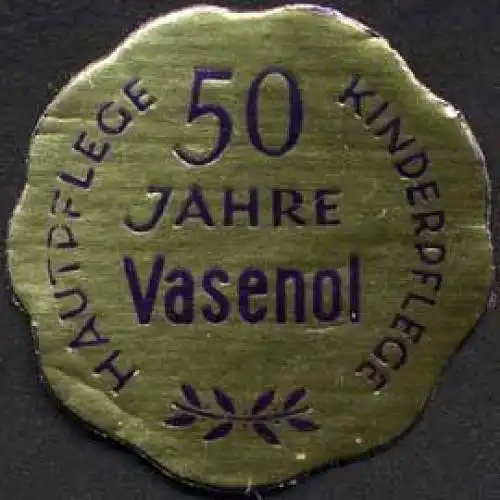 HAUTPFLEGE
50
JAHRE
Vasenol
KINDERPFLEGE